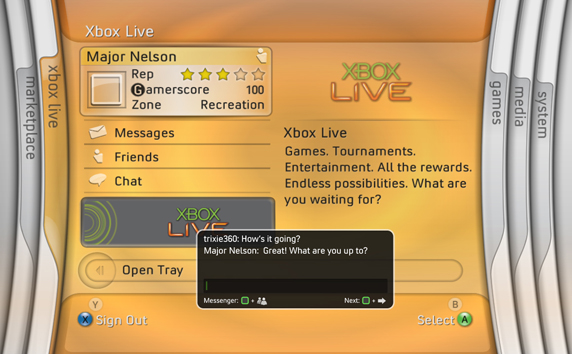 Xbox Live
marketplace
xbox live
games
media
system
Major Nelson
Rep
Gamerscore 100
Zone Recreation
Messages
Friends
Chat
XBOX
LIVE
Open Tray
XBOX
LIVE
Xbox Live
Games. Tournaments.
Entertainment. All the rewards.
Endless possibilities. What are
you waiting for?
trixie360: How's it going?
Major Nelson: Great! What are you up to?
Messenger: + Next: +
Y
X Sign Out
B
Select A